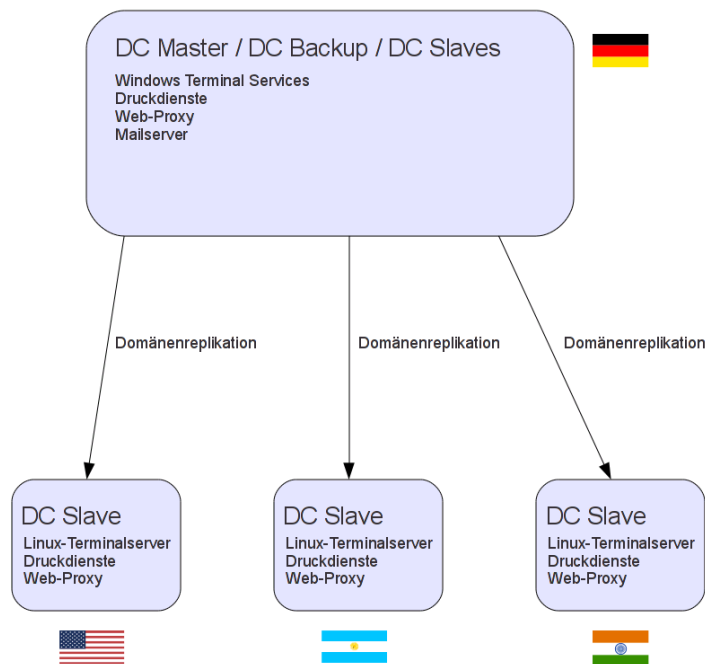 DC Master / DC Backup / DC Slaves
Windows Terminal Services
Druckdienste
Web-Proxy
Mailserver
Domänenreplikation
Domänenreplikation
Domänenreplikation
DC Slave
Linux-Terminalserver
Druckdienste
Web-Proxy
DC Slave
Linux-Terminalserver
Druckdienste
Web-Proxy
DC Slave
Linux-Terminalserver
Druckdienste
Web-Proxy